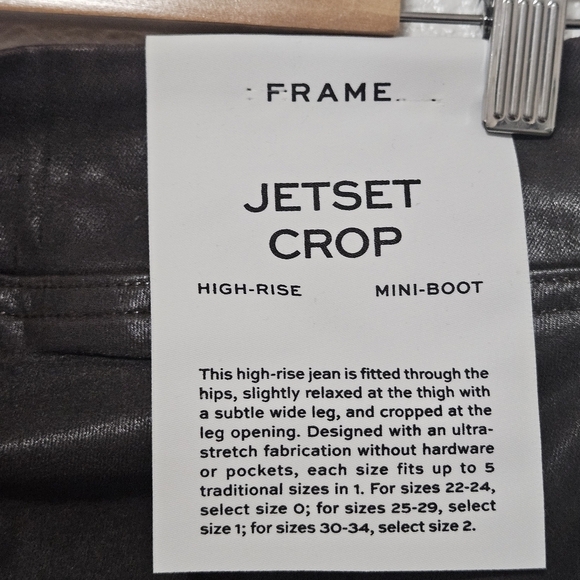 FRAME
JETSET
CROP
HIGH-RISE MINI-BOOT
This high-rise jean is fitted through the
hips, slightly relaxed at the thigh with
a subtle wide leg, and cropped at the
leg opening. Designed with an ultra-
stretch fabrication without hardware
or pockets, each size fits up to 5
traditional sizes in 1. For sizes 22-24,
select size 0; for sizes 25-29, select
size 1; for sizes 30-34, select size 2.